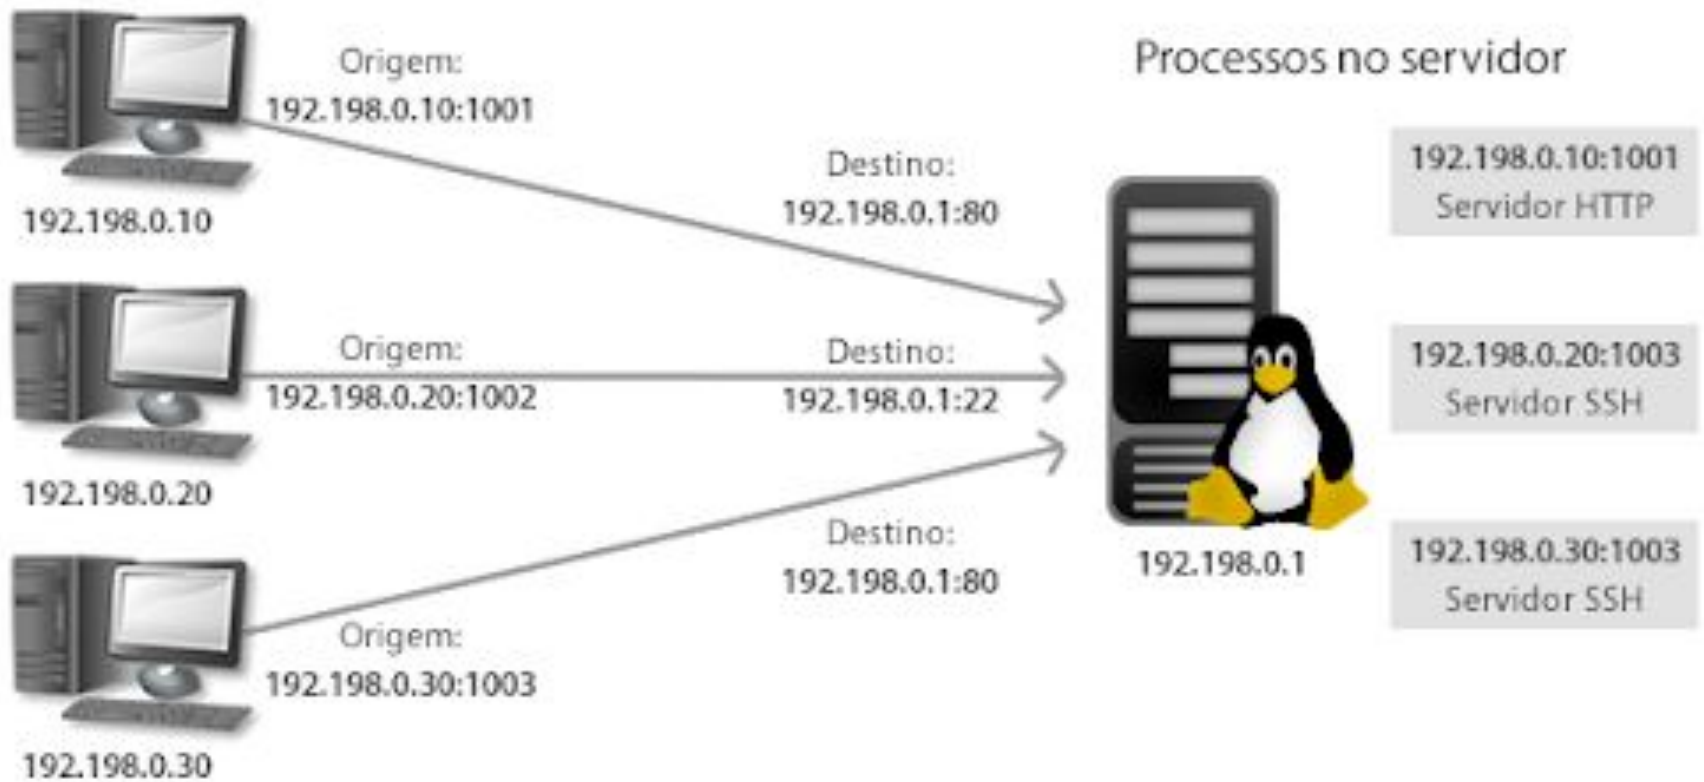 Origem:
192.198.0.10:1001
192.198.0.10
Destino:
192.198.0.1:80
Origem:
192.198.0.20:1002
192.198.0.20
Destino:
192.198.0.1:22
Origem:
192.198.0.30:1003
192.198.0.30
Destino:
192.198.0.1:80
192.198.0.1
Processos no servidor
192.198.0.10:1001
Servidor HTTP
192.198.0.20:1003
Servidor SSH
192.198.0.30:1003
Servidor SSH